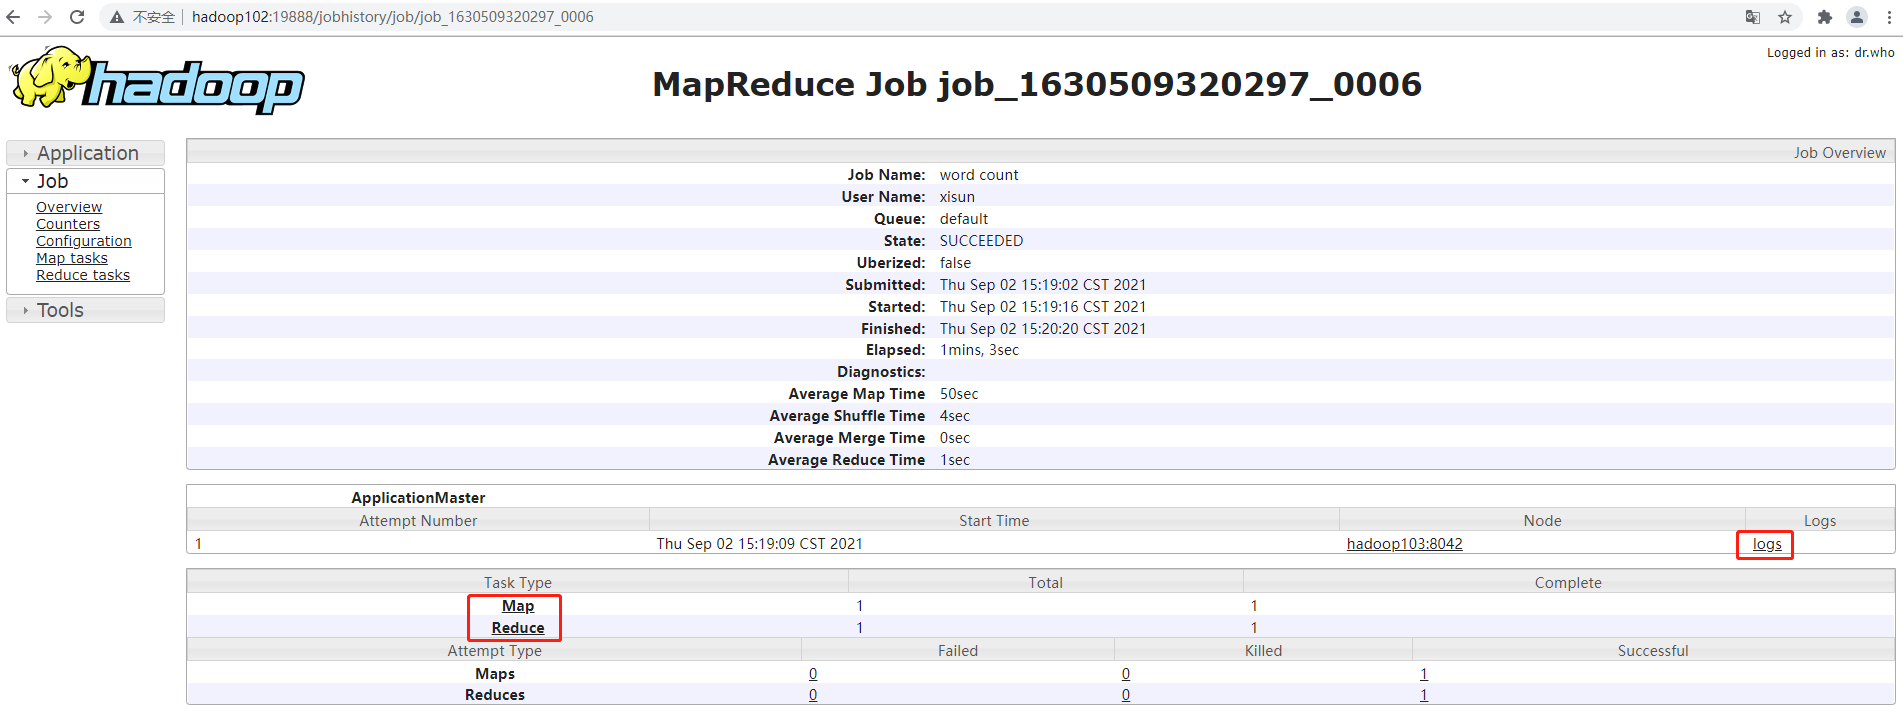 不安全 | hadoop102:19888/jobhistory/job/job_1630509320297_0006
Logged in as: dr.who
hadoop
MapReduce Job job_1630509320297_0006
Application
Job
Overview
Counters
Configuration
Map tasks
Reduce tasks
Tools
Job Overview
Job Name: word count
User Name: xisun
Queue: default
State: SUCCEEDED
Uberized: false
Submitted: Thu Sep 02 15:19:02 CST 2021
Started: Thu Sep 02 15:19:16 CST 2021
Finished: Thu Sep 02 15:20:20 CST 2021
Elapsed: 1mins, 3sec
Diagnostics:
Average Map Time 50sec
Average Shuffle Time 4sec
Average Merge Time 0sec
Average Reduce Time 1sec
ApplicationMaster
Attempt Number Start Time Node Logs
1 Thu Sep 02 15:19:09 CST 2021 hadoop103:8042 logs
Task Type Total Complete
Map 1 1
Reduce 1 1
Attempt Type Failed Killed Successful
Maps 0 0 1
Reduces 0 0 1